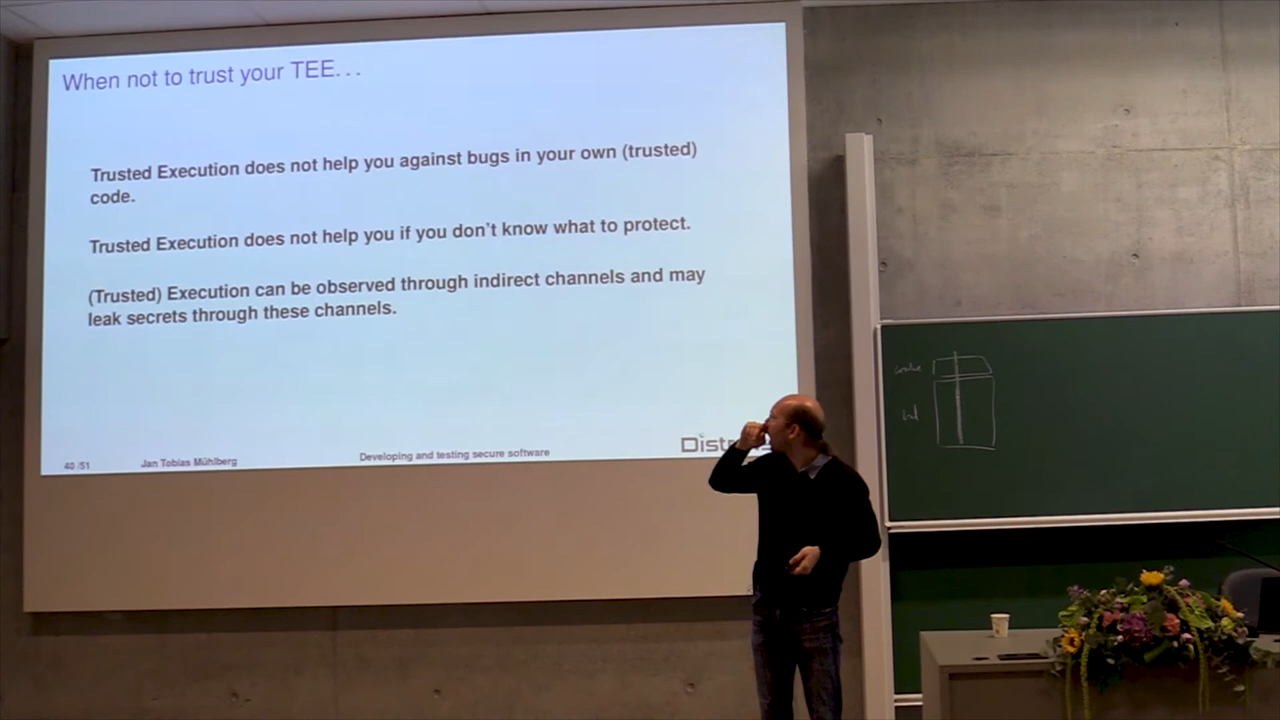 When not to trust your TEE...
Trusted Execution does not help you against bugs in your own (trusted)
code.
Trusted Execution does not help you if you don't know what to protect.
(Trusted) Execution can be observed through indirect channels and may
leak secrets through these channels.
40 /51 Jan Tobias Mühlberg Developing and testing secure software